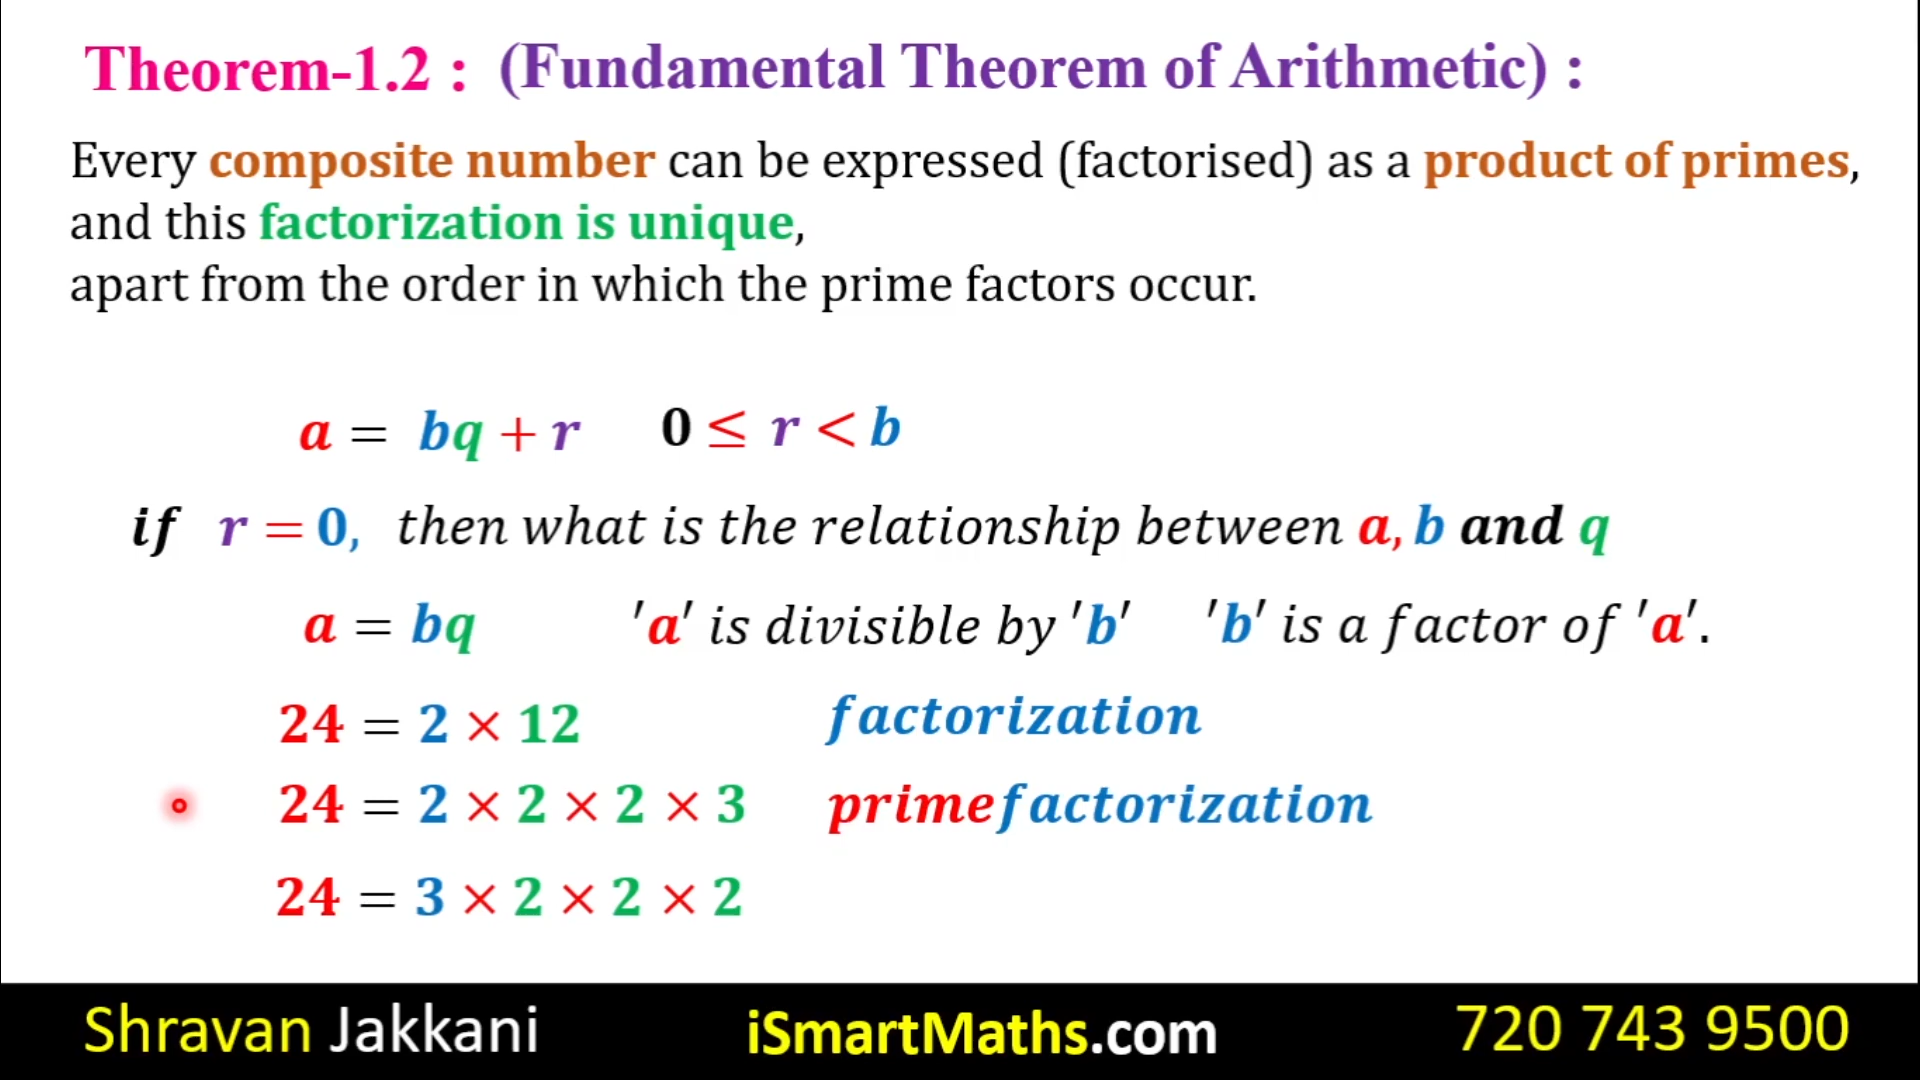 Theorem-1.2 : (Fundamental Theorem of Arithmetic) :
Every composite number can be expressed (factorised) as a product of primes,
and this factorization is unique,
apart from the order in which the prime factors occur.
a = bq + r 0 ≤ r < b
if r = 0, then what is the relationship between a, b and q
a = bq 'a' is divisible by 'b' 'b' is a factor of 'a'.
24 = 2 × 12 factorization
24 = 2 × 2 × 2 × 3 primefactorization
24 = 3 × 2 × 2 × 2
Shravan Jakkani iSmartMaths.com 720 743 9500